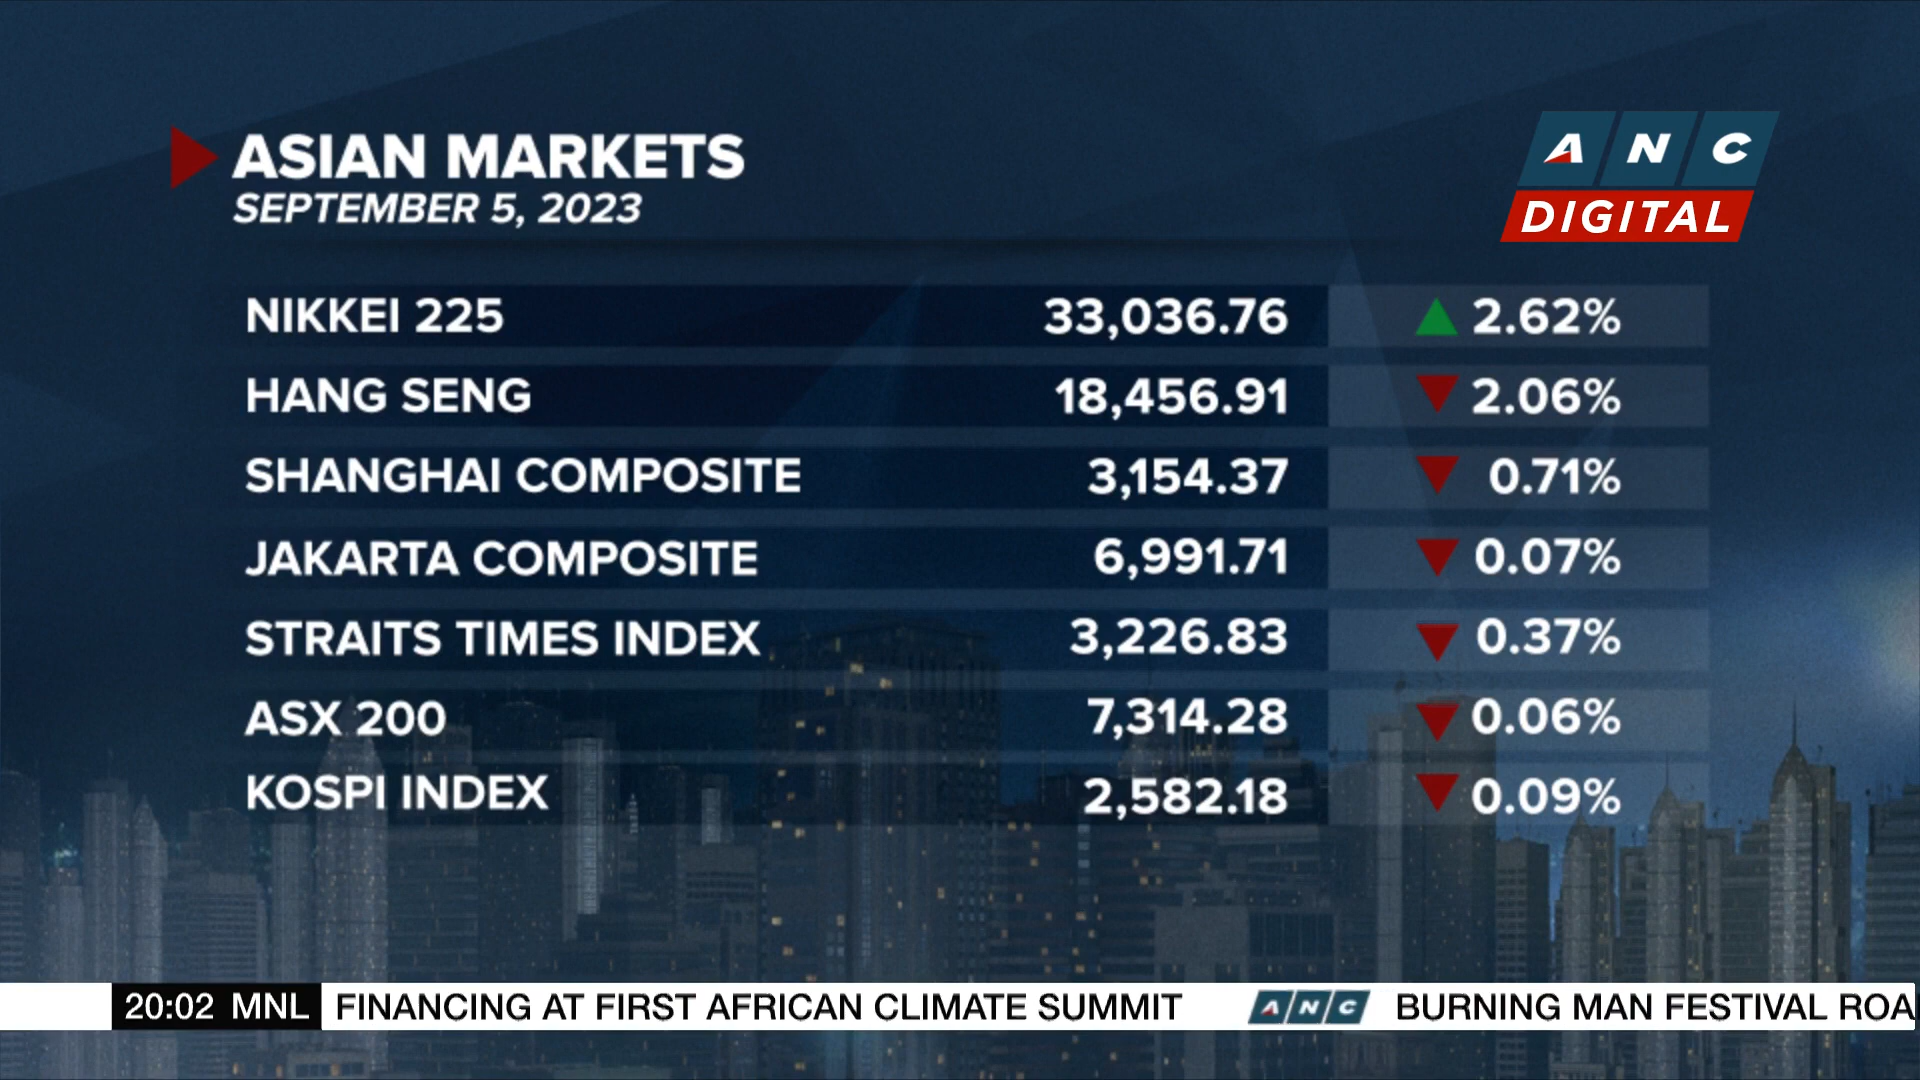 ASIAN MARKETS
SEPTEMBER 5, 2023
ANC
DIGITAL
NIKKEI 225 33,036.76 2.62%
HANG SENG 18,456.91 2.06%
SHANGHAI COMPOSITE 3,154.37 0.71%
JAKARTA COMPOSITE 6,991.71 0.07%
STRAITS TIMES INDEX 3,226.83 0.37%
ASX 200 7,314.28 0.06%
KOSPI INDEX 2,582.18 0.09%
20:02 MNL FINANCING AT FIRST AFRICAN CLIMATE SUMMIT ANC BURNING MAN FESTIVAL ROA